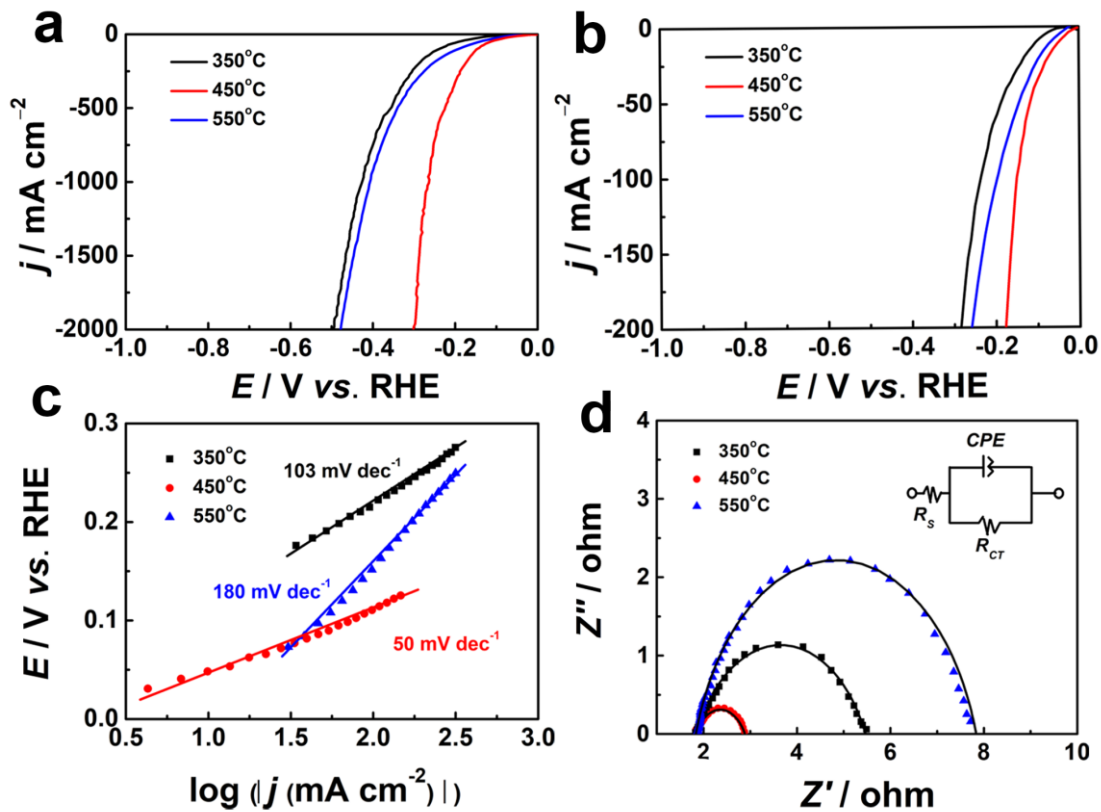 a
350°C
450°C
550°C
0
-500
-1000
-1500
-2000
-1.0
-0.8
-0.6
-0.4
-0.2
0.0
j / mA cm⁻²
E / V vs. RHE
b
350°C
450°C
550°C
0
-50
-100
-150
-200
-1.0
-0.8
-0.6
-0.4
-0.2
0.0
j / mA cm⁻²
E / V vs. RHE
c
350°C
450°C
550°C
103 mV dec⁻¹
180 mV dec⁻¹
50 mV dec⁻¹
0.3
0.2
0.1
0.0
0.5
1.0
1.5
2.0
2.5
3.0
E / V vs. RHE
log (|j (mA cm⁻²) |)
d
350°C
450°C
550°C
CPE
R_S
R_CT
4
3
2
1
0
2
4
6
8
10
Z'' / ohm
Z' / ohm